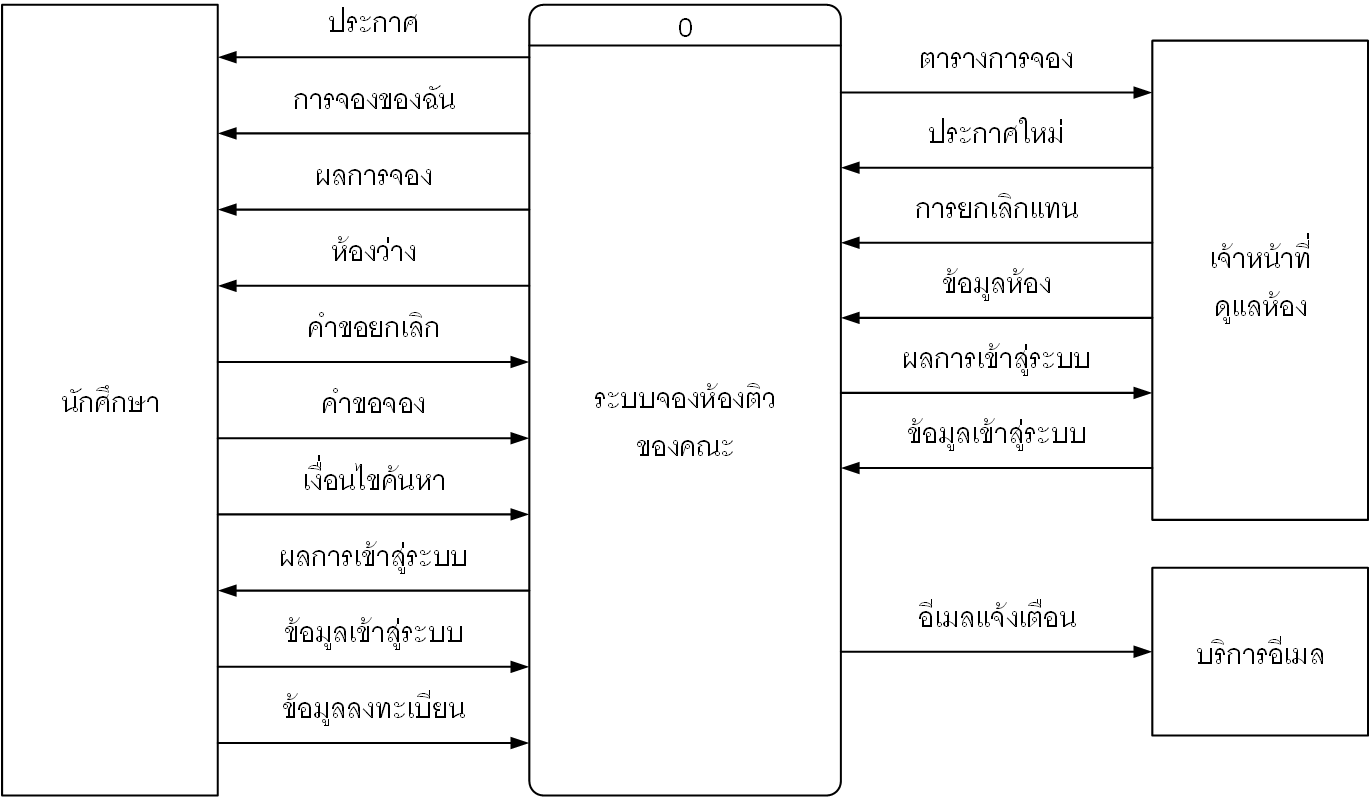 นักศึกษา
ประกาศ
การจองของฉัน
ผลการจอง
ห้องว่าง
คำขอยกเลิก
คำขอจอง
เงื่อนไขค้นหา
ผลการเข้าสู่ระบบ
ข้อมูลเข้าสู่ระบบ
ข้อมูลลงทะเบียน
0
ระบบจองห้องติว
ของคณะ
ตารางการจอง
ประกาศใหม่
การยกเลิกแทน
ข้อมูลห้อง
ผลการเข้าสู่ระบบ
ข้อมูลเข้าสู่ระบบ
อีเมลแจ้งเตือน
เจ้าหน้าที่
ดูแลห้อง
บริการอีเมล